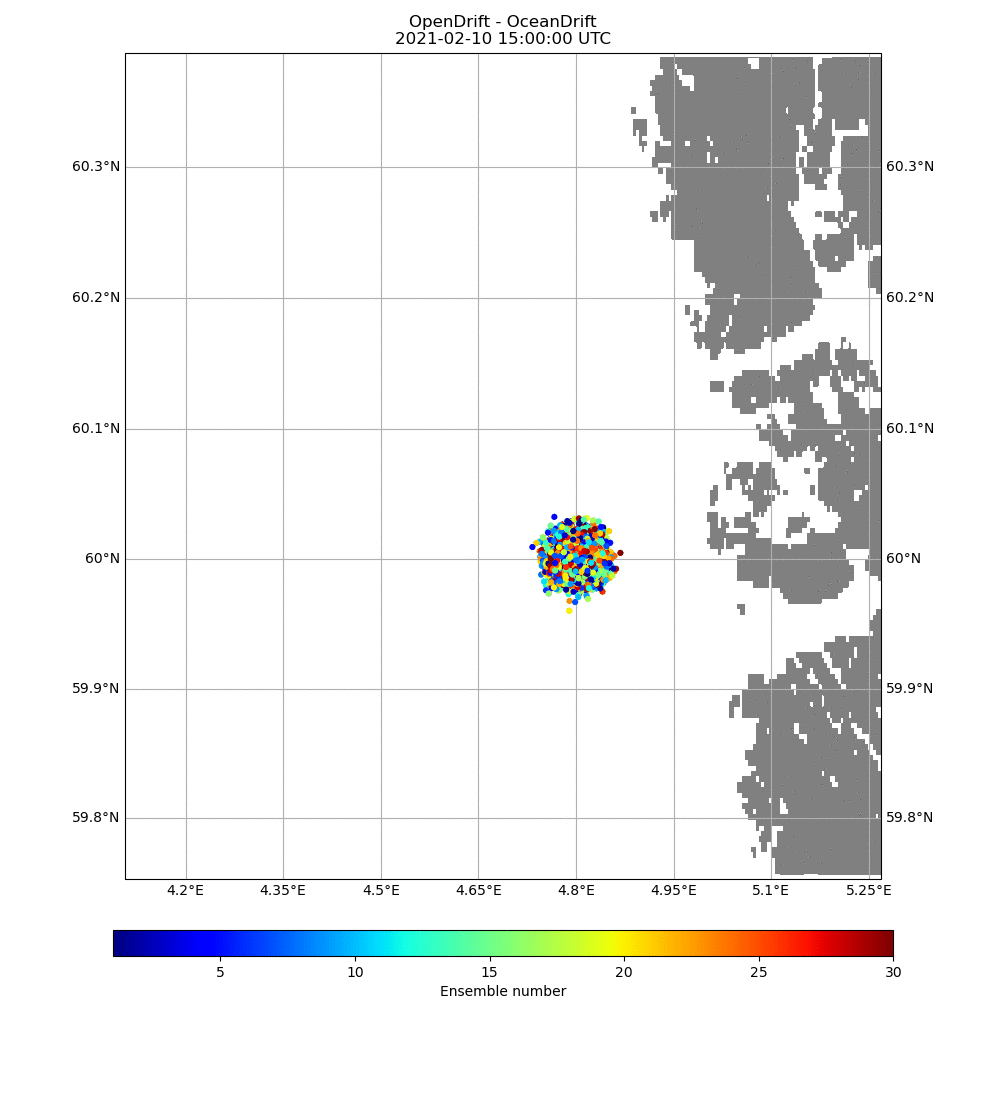 OpenDrift - OceanDrift
2021-02-10 15:00:00 UTC
60.3°N 60.3°N
60.2°N 60.2°N
60.1°N 60.1°N
60°N 60°N
59.9°N 59.9°N
59.8°N 59.8°N
4.2°E 4.35°E 4.5°E 4.65°E 4.8°E 4.95°E 5.1°E 5.25°E
5 10 15 20 25 30
Ensemble number